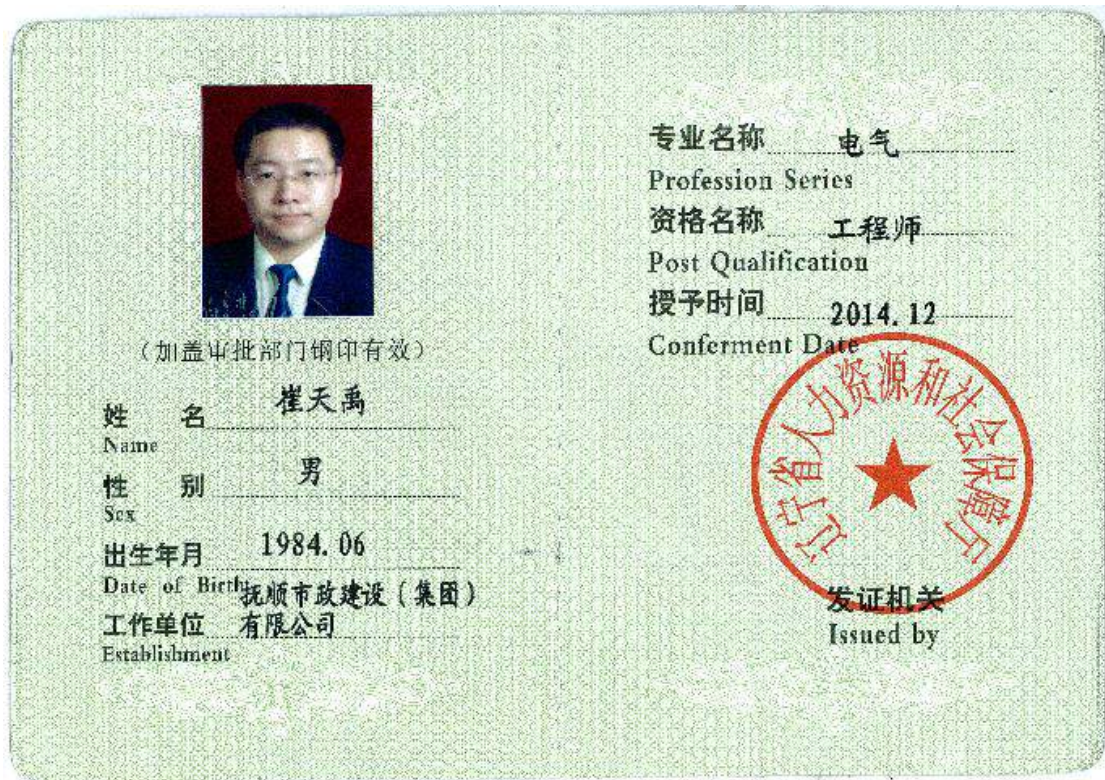 （加盖审批部门钢印有效）
姓 名 崔天禹
Name
性 别 男
Sex
出生年月 1984.06
Date of Birth
抚顺市政建设（集团）
工作单位 有限公司
Establishment
专业名称 电气
Profession Series
资格名称 工程师
Post Qualification
授予时间 2014.12
Conferment Date
辽宁省人力资源和社会保障厅
发证机关
Issued by